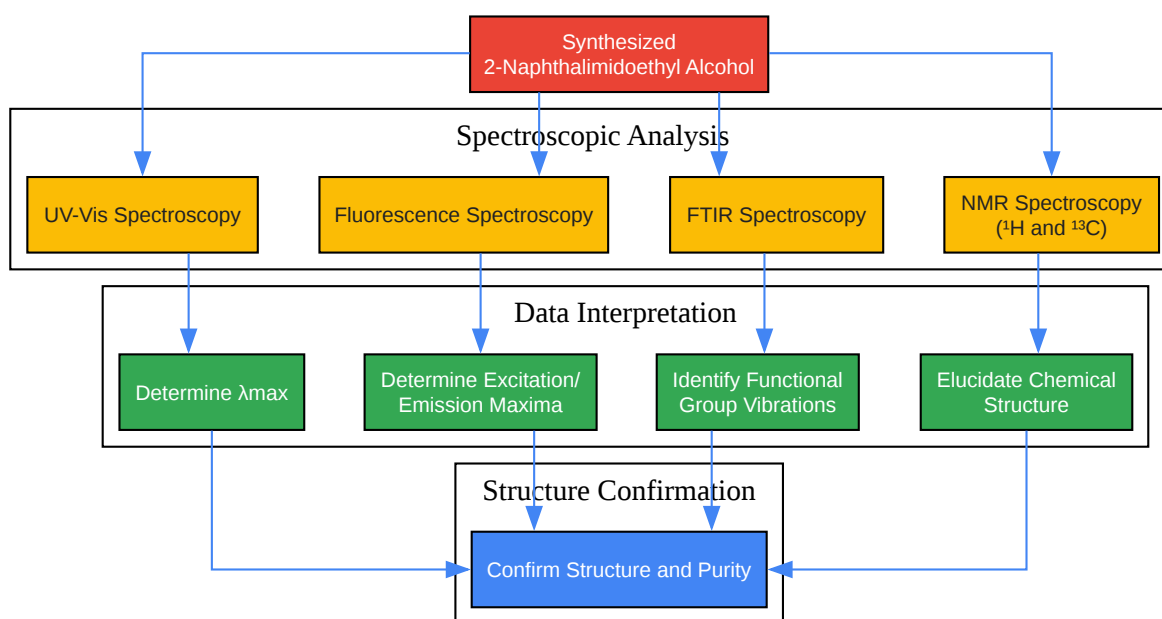 Synthesized
2-Naphthalimidoethyl Alcohol
Spectroscopic Analysis
UV-Vis Spectroscopy
Fluorescence Spectroscopy
FTIR Spectroscopy
NMR Spectroscopy
(¹H and ¹³C)
Data Interpretation
Determine λmax
Determine Excitation/
Emission Maxima
Identify Functional
Group Vibrations
Elucidate Chemical
Structure
Structure Confirmation
Confirm Structure and Purity